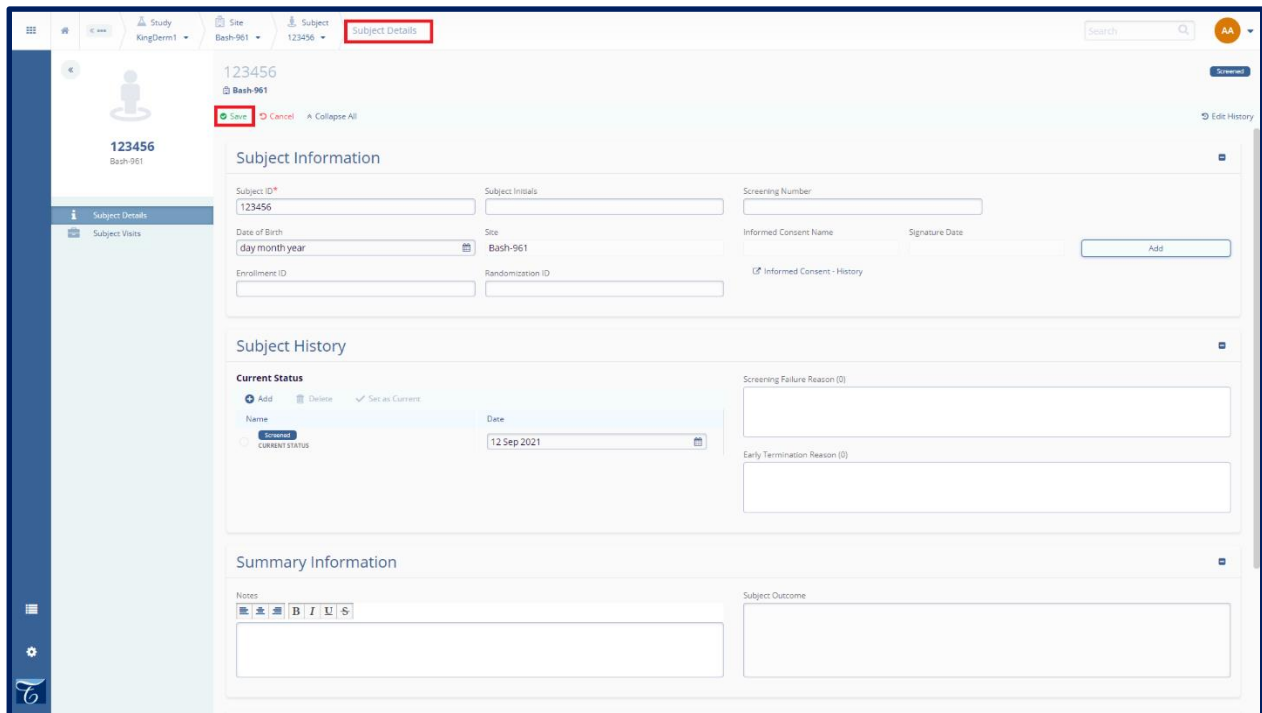 Study
KingDerm1
Site
Bash-961
Subject
123456
Subject Details
Search
AA
123456
Bash-961
Screened
Save Cancel Collapse All
Edit History
123456
Bash-961
Subject Details
Subject Visits
Subject Information
Subject ID*
123456
Subject Initials
Screening Number
Date of Birth
day month year
Site
Bash-961
Informed Consent Name
Signature Date
Add
Enrollment ID
Randomization ID
Informed Consent - History
Subject History
Current Status
Add Delete Set as Current
Name Date
Screened
CURRENT STATUS
12 Sep 2021
Screening Failure Reason (0)
Early Termination Reason (0)
Summary Information
Notes
B I U S
Subject Outcome